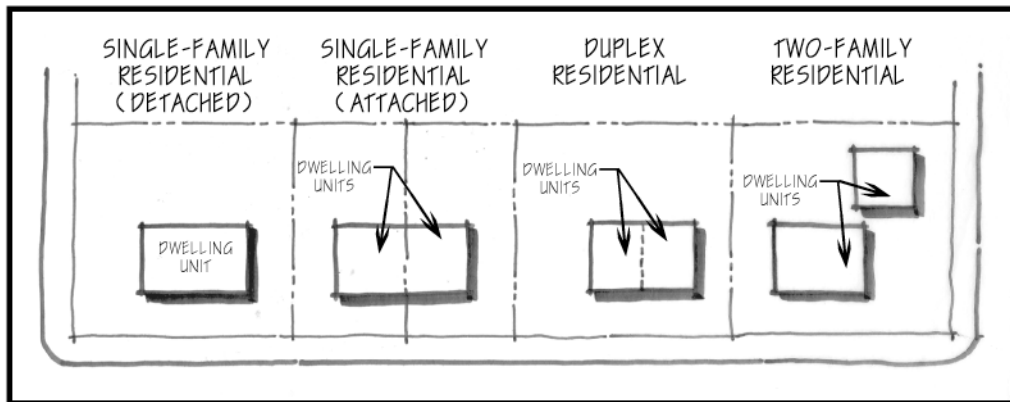 SINGLE-FAMILY
RESIDENTIAL
(DETACHED)
SINGLE-FAMILY
RESIDENTIAL
(ATTACHED)
DUPLEX
RESIDENTIAL
TWO-FAMILY
RESIDENTIAL
DWELLING
UNIT
DWELLING
UNITS
DWELLING
UNITS
DWELLING
UNITS